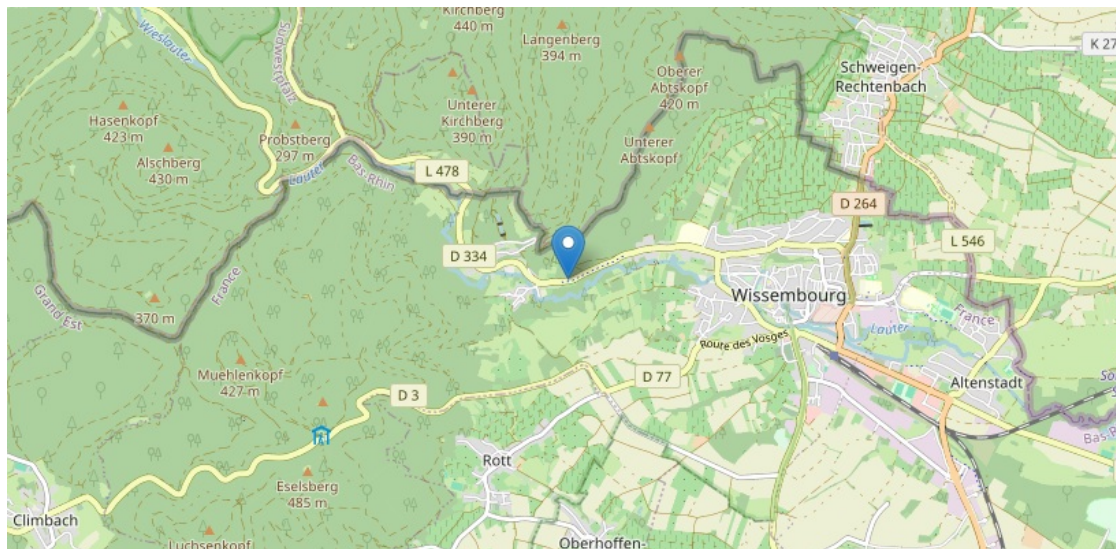 Kirchberg
440 m
Langenberg
394 m
Wieslauter
Südwestpfalz
K 27
Schweigen-
Rechtenbach
Oberer
Abtskopf
420 m
Hasenkopf
423 m
Unterer
Kirchberg
390 m
Probstberg
297 m
Unterer
Abtskopf
Alschberg
430 m
Lauter
Bas-Rhin
L 478
D 264
L 546
D 334
Wissembourg
France
Grand Est
370 m
France
Lauter
Route des Vosges
Muehlenkopf
427 m
D 77
Altenstadt
D 3
Bas-R
Rott
Eselsberg
485 m
Climbach
Luchsenkopf
Oberhoffen-